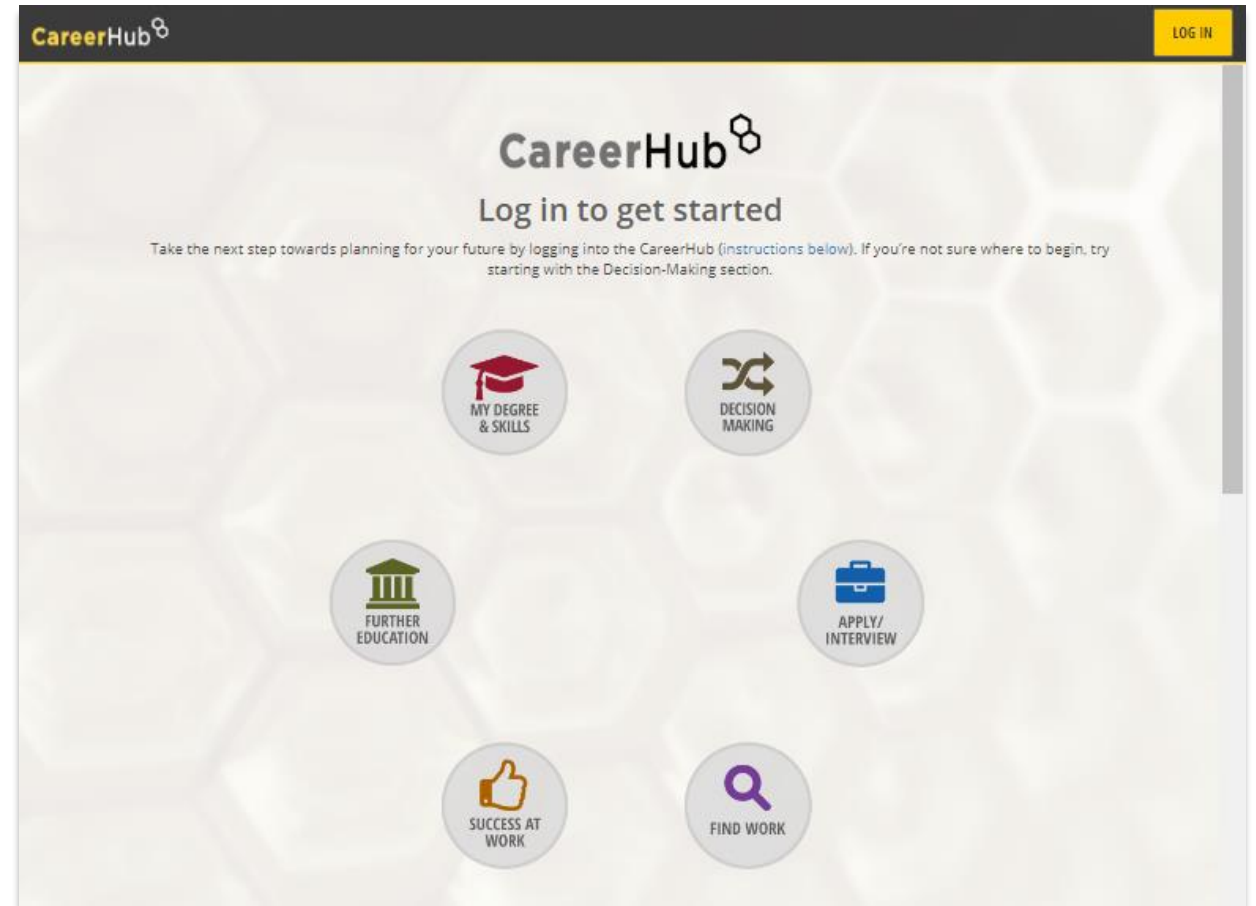 CareerHub
LOG IN
CareerHub
Log in to get started
Take the next step towards planning for your future by logging into the CareerHub (instructions below). If you're not sure where to begin, try
starting with the Decision-Making section.
MY DEGREE
& SKILLS
DECISION
MAKING
FURTHER
EDUCATION
APPLY/
INTERVIEW
SUCCESS AT
WORK
FIND WORK